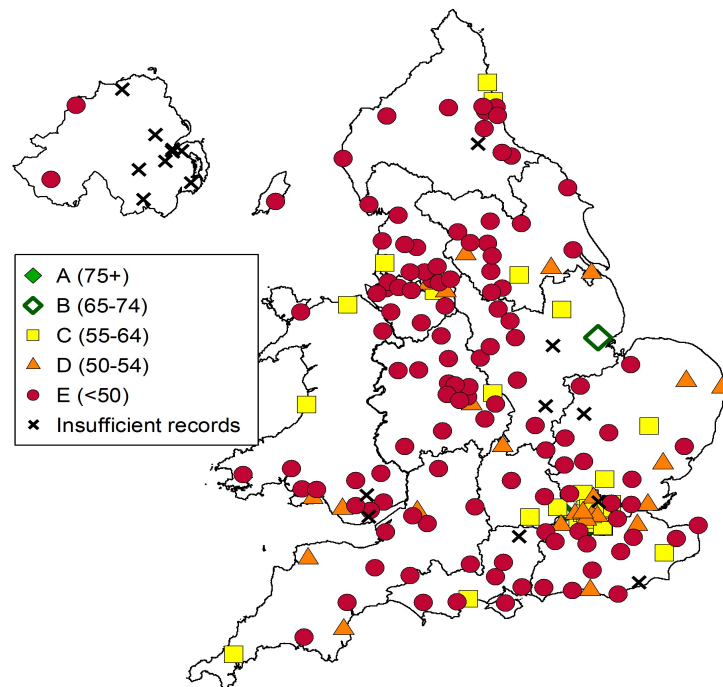 A (75+)
B (65-74)
C (55-64)
D (50-54)
E (<50)
Insufficient records